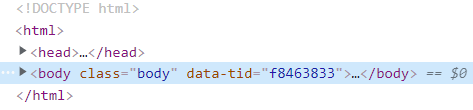 <!DOCTYPE html>
<html>
▶<head>…</head>
⋯▶<body class="body" data-tid="f8463833">…</body> == $0
</html>